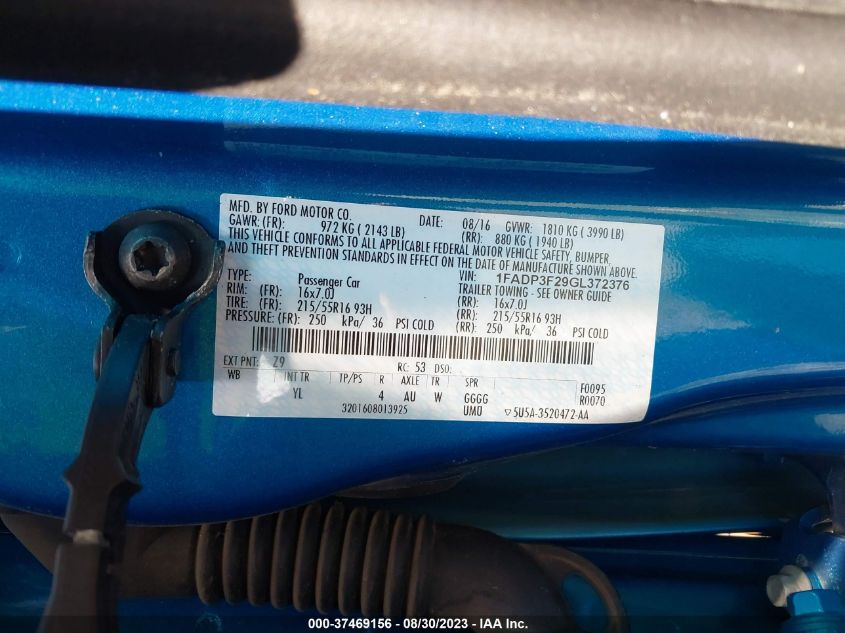 MFD. BY FORD MOTOR CO. DATE: 08/16 GVWR: 1810 KG ( 3990 LB)
GAWR: (FR): 972 KG ( 2143 LB) (RR): 880 KG ( 1940 LB)
THIS VEHICLE CONFORMS TO ALL APPLICABLE FEDERAL MOTOR VEHICLE SAFETY, BUMPER,
AND THEFT PREVENTION STANDARDS IN EFFECT ON THE DATE OF MANUFACTURE SHOWN ABOVE.
VIN: 1FADP3F29GL372376
TYPE: Passenger Car TRAILER TOWING - SEE OWNER GUIDE
RIM: (FR): 16x7.0J (RR): 16x7.0J
TIRE: (FR): 215/55R16 93H (RR): 215/55R16 93H
PRESSURE: (FR): 250 kPa/ 36 PSI COLD (RR): 250 kPa/ 36 PSI COLD
EXT PNT: Z9 RC: 53 DSO:
WB INT TR TP/PS R AXLE TR SPR F0095
YL 4 AU W GGGG R0070
3201608013925 UMD ▽5U5A-3520472-AA
000-37469156 - 08/30/2023 - IAA Inc.